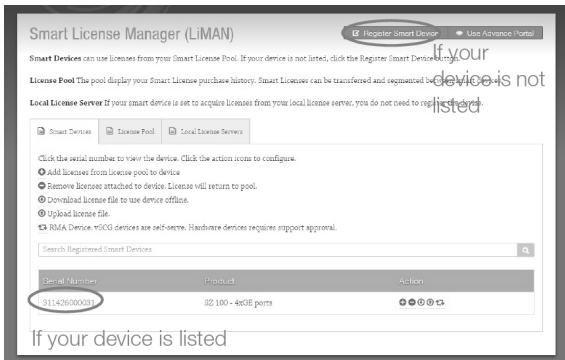 Smart License Manager (LiMAN)
Register Smart Device
Use Advance Portal
Smart Devices can use licenses from your Smart License Pool. If your device is not listed, click the Register Smart Device button.
If your
device is not
listed
License Pool The pool display your Smart License purchase history. Smart Licenses can be transferred and segmented between smart devices.
Local License Server If your smart device is set to acquire licenses from your local license server, you do not need to register the device.
Smart Devices
License Pool
Local License Servers
Click the serial number to view the device. Click the action icons to configure.
Add licenses from license pool to device
Remove licenses attached to device. License will return to pool.
Download license file to use device offline.
Upload license file.
RMA Device. vSCG devices are self-serve. Hardware devices requires support approval.
Search Registered Smart Devices
Serial Number
Product
Action
311426000031
SZ 100 - 4xGE ports
If your device is listed